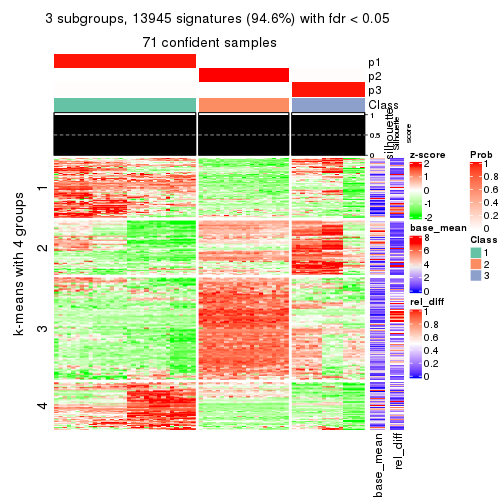 3 subgroups, 13945 signatures (94.6%) with fdr < 0.05
71 confident samples
p1
p2
p3
Class
1
0.5
0
silhouette
Silhouette
score
k-means with 4 groups
1
2
3
4
base_mean
rel_diff
z-score
2
1
0
-1
-2
base_mean
8
6
4
2
0
rel_diff
1
0.8
0.6
0.4
0.2
0
Prob
1
0.8
0.6
0.4
0.2
0
Class
1
2
3